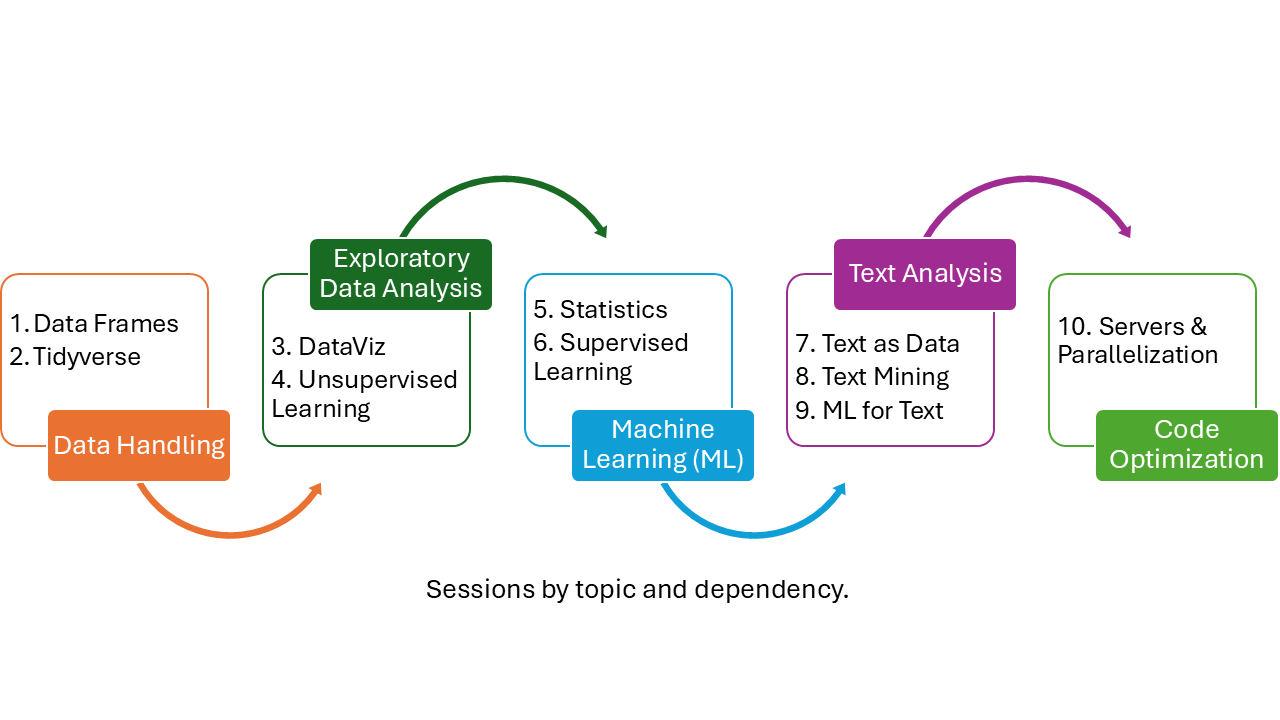 1. Data Frames
2. Tidyverse
Data Handling
Exploratory
Data Analysis
3. DataViz
4. Unsupervised
Learning
5. Statistics
6. Supervised
Learning
Machine
Learning (ML)
Text Analysis
7. Text as Data
8. Text Mining
9. ML for Text
10. Servers &
Parallelization
Code
Optimization
Sessions by topic and dependency.